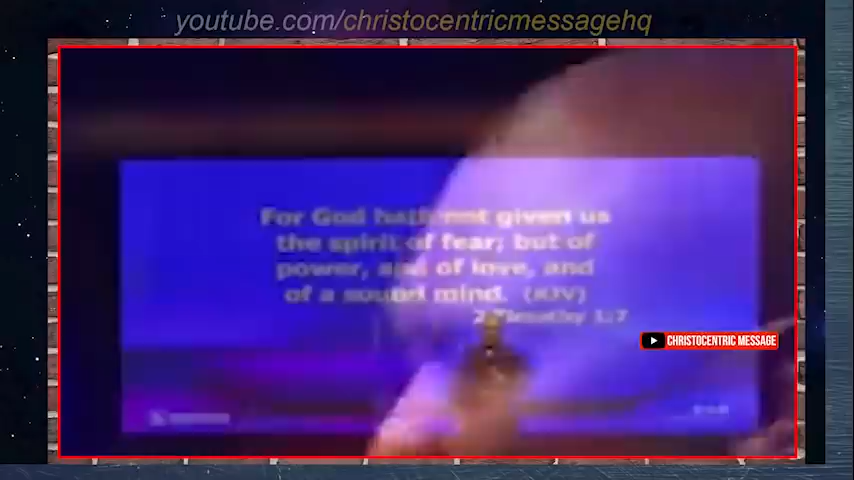 youtube.com/christocentricmessagehq
For God hath not given us
the spirit of fear; but of
power, and of love, and
of a sound mind. (KJV)
2 Timothy 1:7
CHRISTOCENTRIC MESSAGE